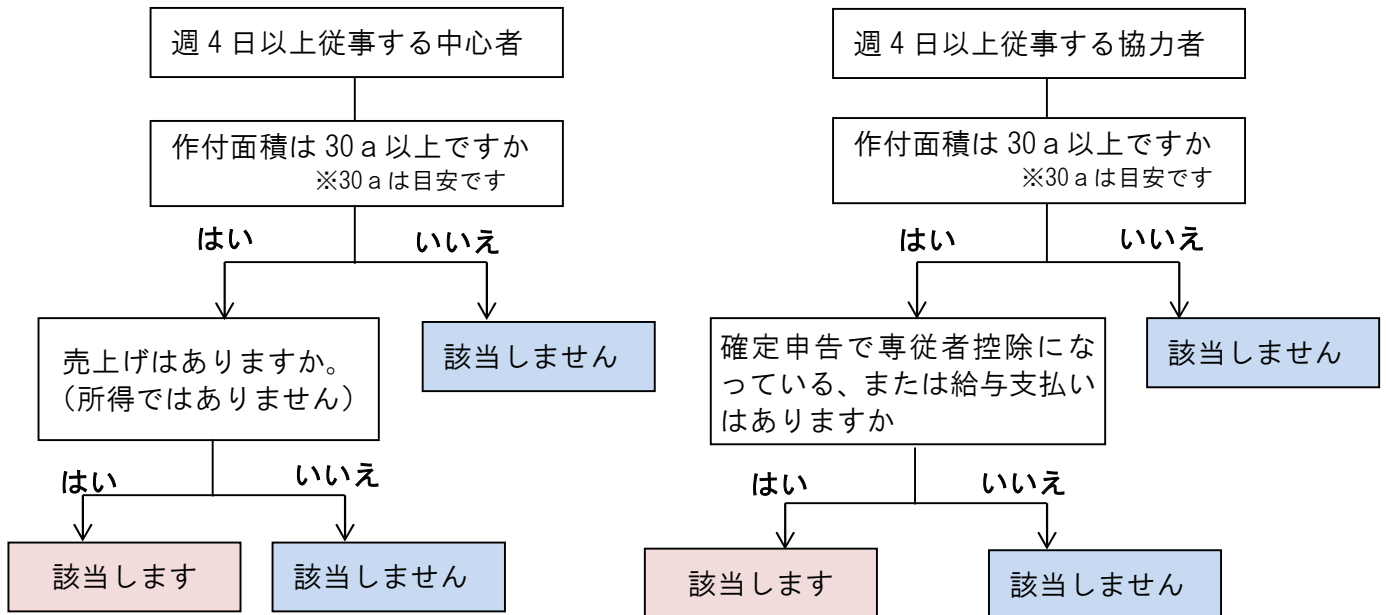 週４日以上従事する中心者
作付面積は30ａ以上ですか
※30ａは目安です
はい
いいえ
売上げはありますか。
（所得ではありません）
該当しません
はい
いいえ
該当します
該当しません
週４日以上従事する協力者
作付面積は30ａ以上ですか
※30ａは目安です
はい
いいえ
確定申告で専従者控除にな
っている、または給与支払い
はありますか
該当しません
はい
いいえ
該当します
該当しません